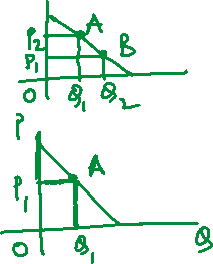 P₂ A
P₁ B
O Q₁ Q₂
P
A
P₁
O Q₁ Q